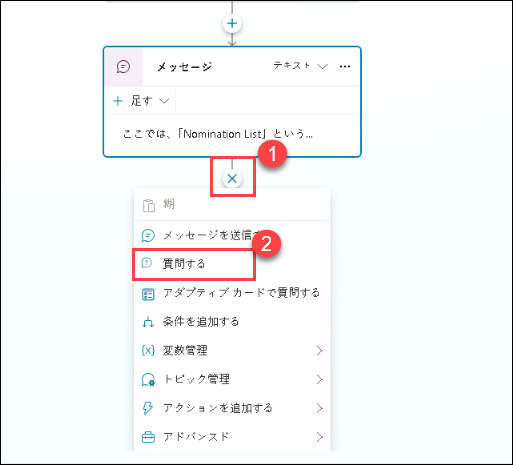 メッセージ テキスト
足す
ここでは、「Nomination List」という...
1
糊
メッセージを送信する
2
質問する
アダプティブ カードで質問する
条件を追加する
{x} 変数管理
トピック管理
アクションを追加する
アドバンスド